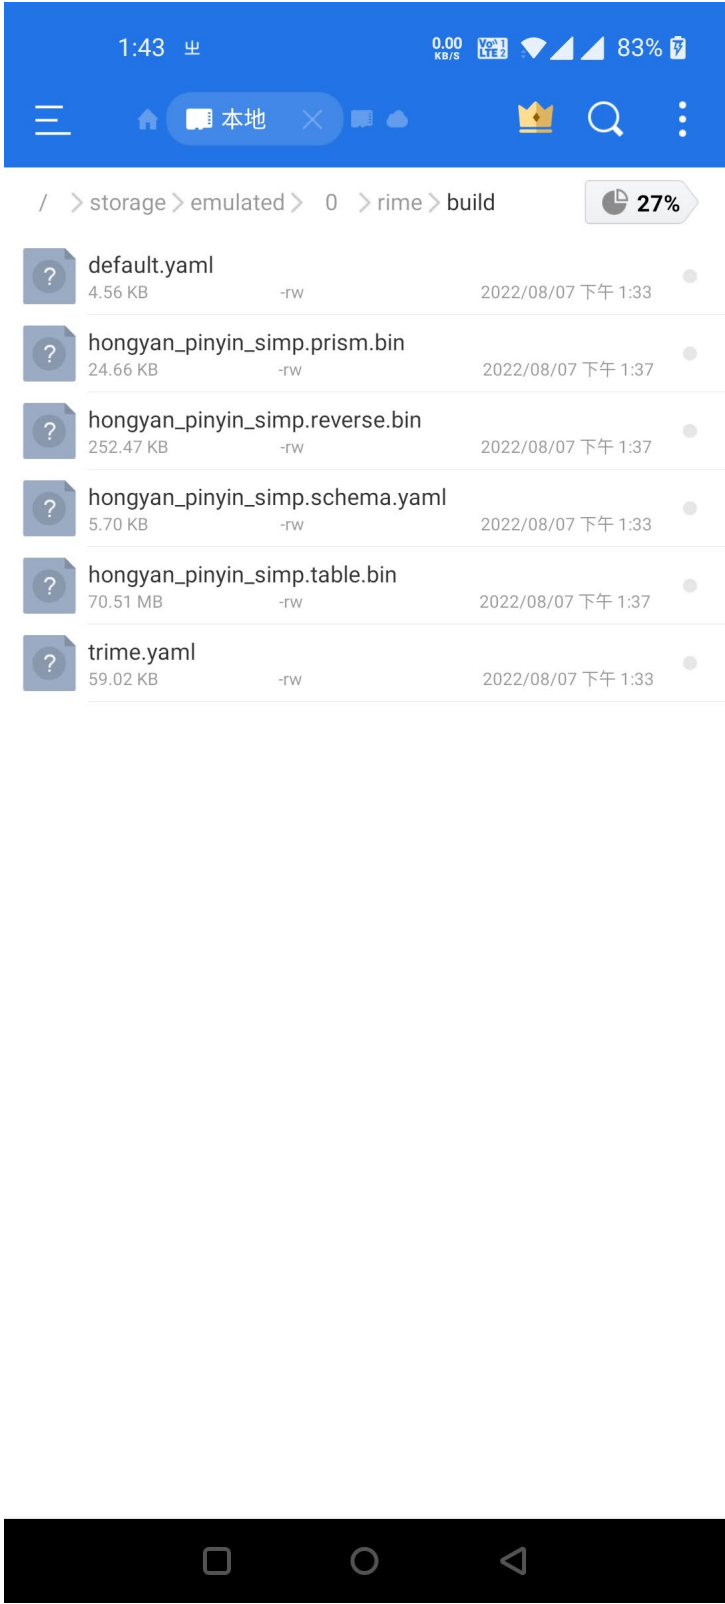 1:43 㞢 0.00 KB/S Vo) 1 LTE 2 83%
本地
/ storage emulated 0 rime build 27%
default.yaml
4.56 KB -rw 2022/08/07 下午 1:33
hongyan_pinyin_simp.prism.bin
24.66 KB -rw 2022/08/07 下午 1:37
hongyan_pinyin_simp.reverse.bin
252.47 KB -rw 2022/08/07 下午 1:37
hongyan_pinyin_simp.schema.yaml
5.70 KB -rw 2022/08/07 下午 1:33
hongyan_pinyin_simp.table.bin
70.51 MB -rw 2022/08/07 下午 1:37
trime.yaml
59.02 KB -rw 2022/08/07 下午 1:33